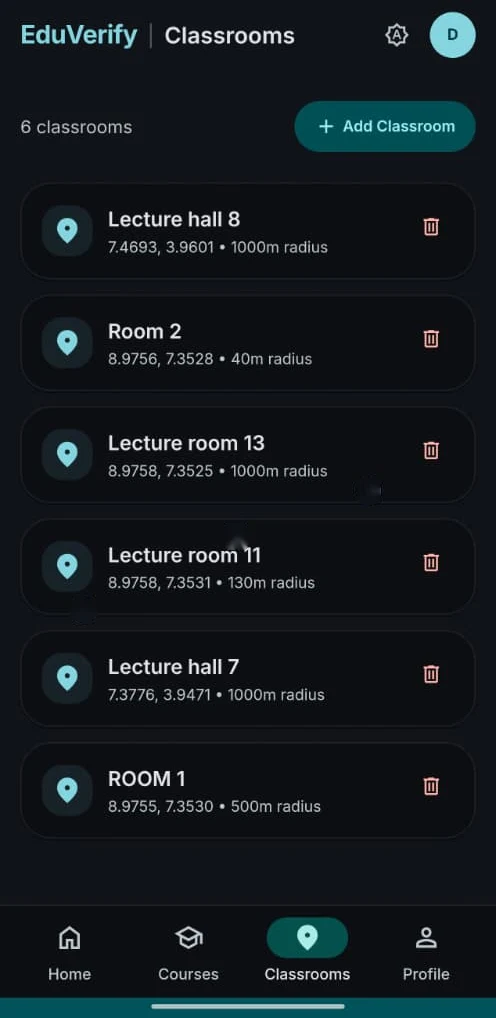 EduVerify | Classrooms
A
D
6 classrooms
+ Add Classroom
Lecture hall 8
7.4693, 3.9601 • 1000m radius
Room 2
8.9756, 7.3528 • 40m radius
Lecture room 13
8.9758, 7.3525 • 1000m radius
Lecture room 11
8.9758, 7.3531 • 130m radius
Lecture hall 7
7.3776, 3.9471 • 1000m radius
ROOM 1
8.9755, 7.3530 • 500m radius
Home
Courses
Classrooms
Profile